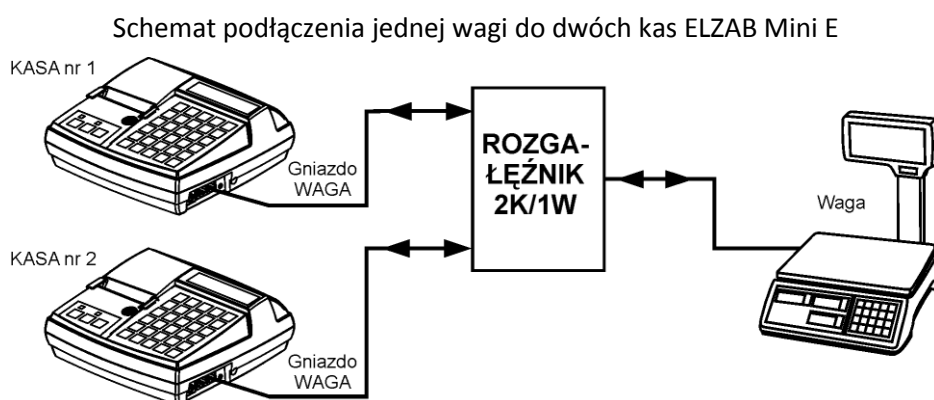 Schemat podłączenia jednej wagi do dwóch kas ELZAB Mini E
KASA nr 1
Gniazdo
WAGA
ROZGA-
ŁĘŹNIK
2K/1W
Waga
KASA nr 2
Gniazdo
WAGA